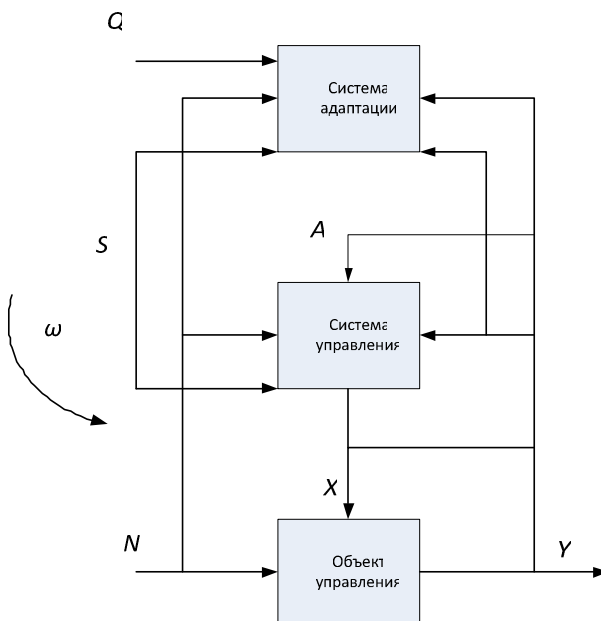 Q
Система
адаптации
S
A
ω
Система
управления
X
N
Объект
управления
Y